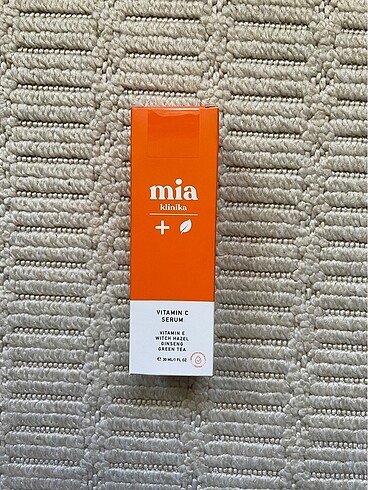 mia
klinika
VITAMIN C
SERUM
VITAMIN E
WITCH HAZEL
GINSENG
GREEN TEA
℮ 30 ML/1 FL OZ